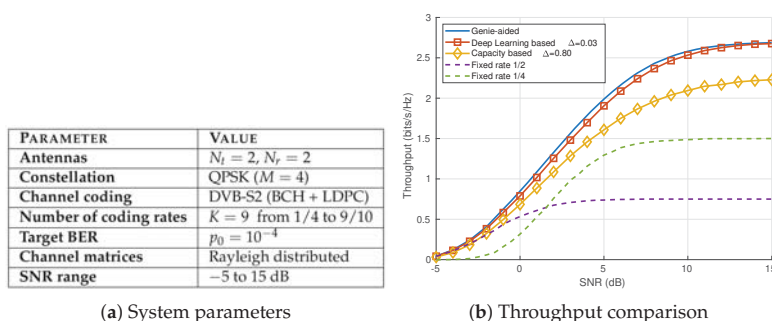 PARAMETER VALUE
Antennas N_t = 2, N_r = 2
Constellation QPSK (M = 4)
Channel coding DVB-S2 (BCH + LDPC)
Number of coding rates K = 9 from 1/4 to 9/10
Target BER p_0 = 10^{-4}
Channel matrices Rayleigh distributed
SNR range −5 to 15 dB
(a) System parameters
3
2.5
2
1.5
1
0.5
0
Throughput (bits/s/Hz)
Genie-aided
Deep Learning based Δ=0.03
Capacity based Δ=0.80
Fixed rate 1/2
Fixed rate 1/4
-5 0 5 10 15
SNR (dB)
(b) Throughput comparison